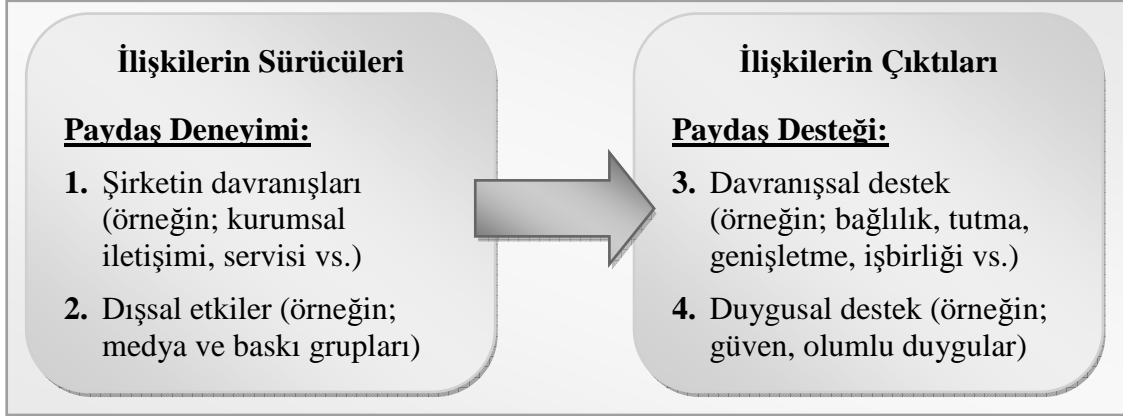 İlişkilerin Sürücüleri
Paydaş Deneyimi:
1. Şirketin davranışları
(örneğin; kurumsal
iletişimi, servisi vs.)
2. Dışsal etkiler (örneğin;
medya ve baskı grupları)
İlişkilerin Çıktıları
Paydaş Desteği:
3. Davranışsal destek
(örneğin; bağlılık, tutma,
genişletme, işbirliği vs.)
4. Duygusal destek (örneğin;
güven, olumlu duygular)